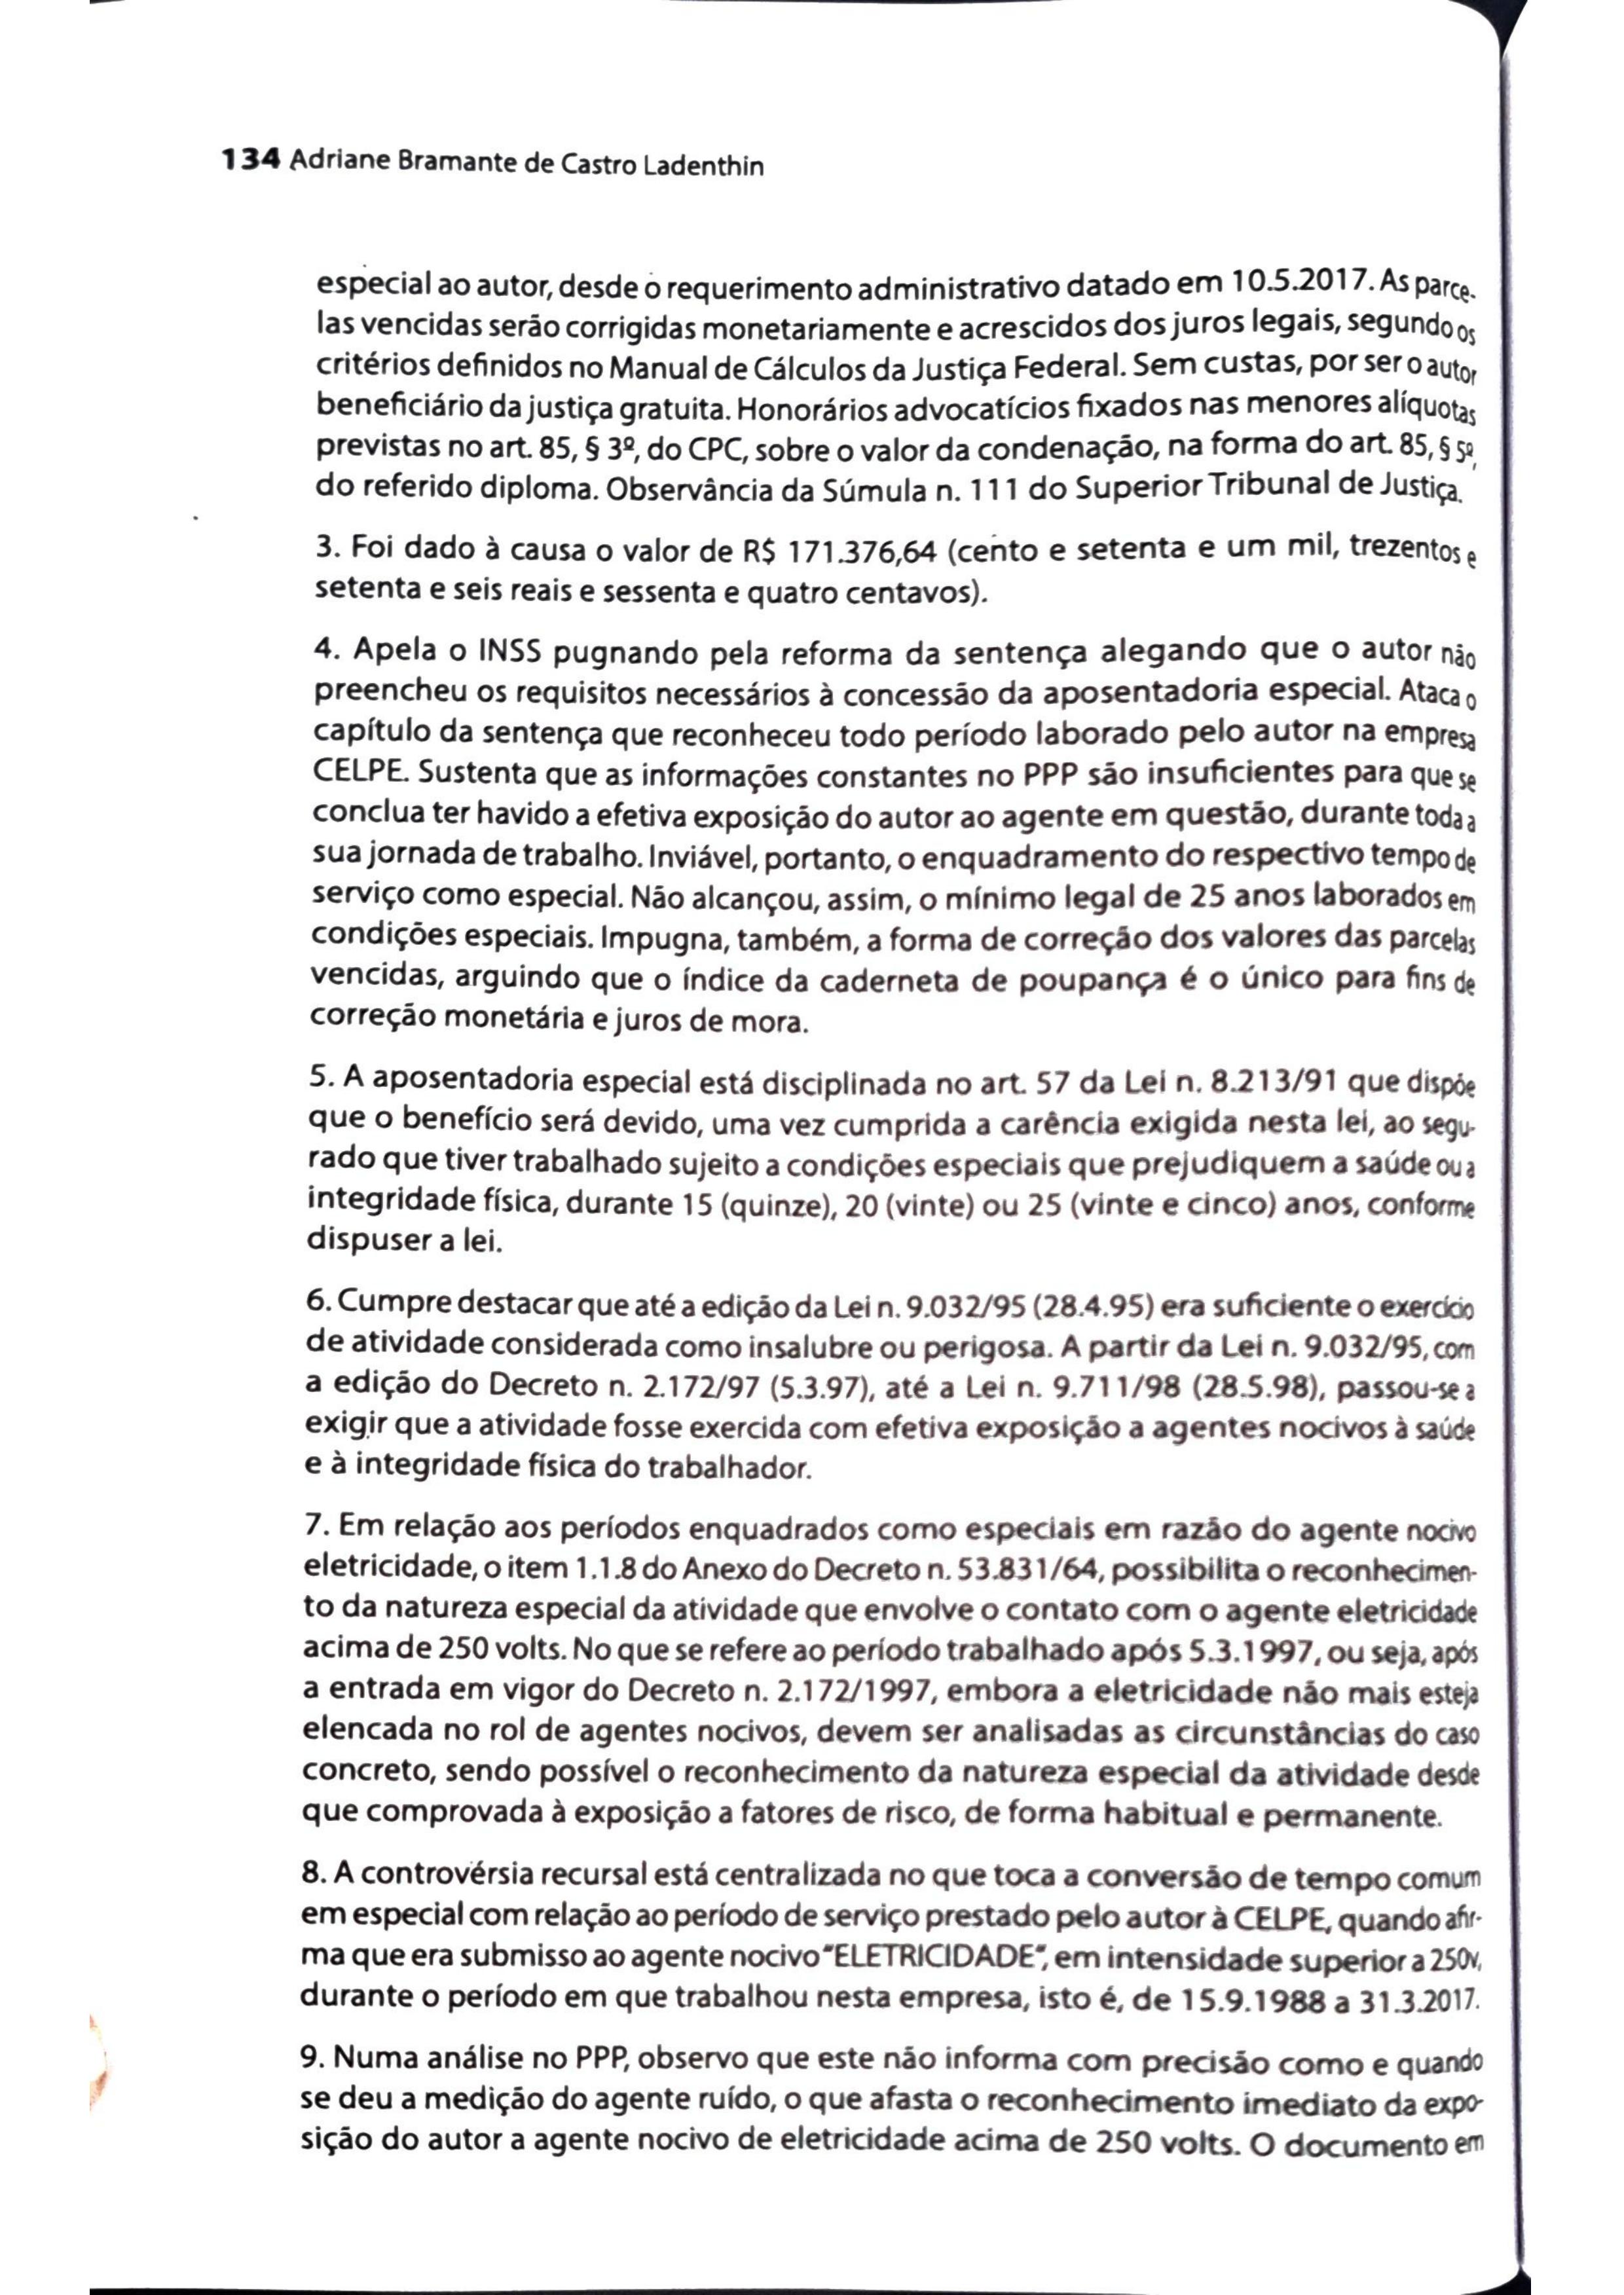 134 Adriane Bramante de Castro Ladenthin
especial ao autor, desde o requerimento administrativo datado em 10.5.2017. As parce-
las vencidas serão corrigidas monetariamente e acrescidos dos juros legais, segundo os
critérios definidos no Manual de Cálculos da Justiça Federal. Sem custas, por ser o autor
beneficiário da justiça gratuita. Honorários advocatícios fixados nas menores alíquotas
previstas no art. 85, § 3º, do CPC, sobre o valor da condenação, na forma do art. 85, § 5º,
do referido diploma. Observância da Súmula n. 111 do Superior Tribunal de Justiça.
3. Foi dado à causa o valor de R$ 171.376,64 (cento e setenta e um mil, trezentos e
setenta e seis reais e sessenta e quatro centavos).
4. Apela o INSS pugnando pela reforma da sentença alegando que o autor não
preencheu os requisitos necessários à concessão da aposentadoria especial. Ataca o
capítulo da sentença que reconheceu todo período laborado pelo autor na empresa
CELPE. Sustenta que as informações constantes no PPP são insuficientes para que se
conclua ter havido a efetiva exposição do autor ao agente em questão, durante toda a
sua jornada de trabalho. Inviável, portanto, o enquadramento do respectivo tempo de
serviço como especial. Não alcançou, assim, o mínimo legal de 25 anos laborados em
condições especiais. Impugna, também, a forma de correção dos valores das parcelas
vencidas, arguindo que o índice da caderneta de poupança é o único para fins de
correção monetária e juros de mora.
5. A aposentadoria especial está disciplinada no art. 57 da Lei n. 8.213/91 que dispõe
que o benefício será devido, uma vez cumprida a carência exigida nesta lei, ao segu-
rado que tiver trabalhado sujeito a condições especiais que prejudiquem a saúde ou a
integridade física, durante 15 (quinze), 20 (vinte) ou 25 (vinte e cinco) anos, conforme
dispuser a lei.
6. Cumpre destacar que até a edição da Lei n. 9.032/95 (28.4.95) era suficiente o exercício
de atividade considerada como insalubre ou perigosa. A partir da Lei n. 9.032/95, com
a edição do Decreto n. 2.172/97 (5.3.97), até a Lei n. 9.711/98 (28.5.98), passou-se a
exigir que a atividade fosse exercida com efetiva exposição a agentes nocivos à saúde
e à integridade física do trabalhador.
7. Em relação aos períodos enquadrados como especiais em razão do agente nocivo
eletricidade, o item 1.1.8 do Anexo do Decreto n. 53.831/64, possibilita o reconhecimen-
to da natureza especial da atividade que envolve o contato com o agente eletricidade
acima de 250 volts. No que se refere ao período trabalhado após 5.3.1997, ou seja, após
a entrada em vigor do Decreto n. 2.172/1997, embora a eletricidade não mais esteja
elencada no rol de agentes nocivos, devem ser analisadas as circunstâncias do caso
concreto, sendo possível o reconhecimento da natureza especial da atividade desde
que comprovada à exposição a fatores de risco, de forma habitual e permanente.
8. A controvérsia recursal está centralizada no que toca a conversão de tempo comum
em especial com relação ao período de serviço prestado pelo autor à CELPE, quando afir-
ma que era submisso ao agente nocivo "ELETRICIDADE", em intensidade superior a 250v,
durante o período em que trabalhou nesta empresa, isto é, de 15.9.1988 a 31.3.2017.
9. Numa análise no PPP, observo que este não informa com precisão como e quando
se deu a medição do agente ruído, o que afasta o reconhecimento imediato da expo-
sição do autor a agente nocivo de eletricidade acima de 250 volts. O documento em